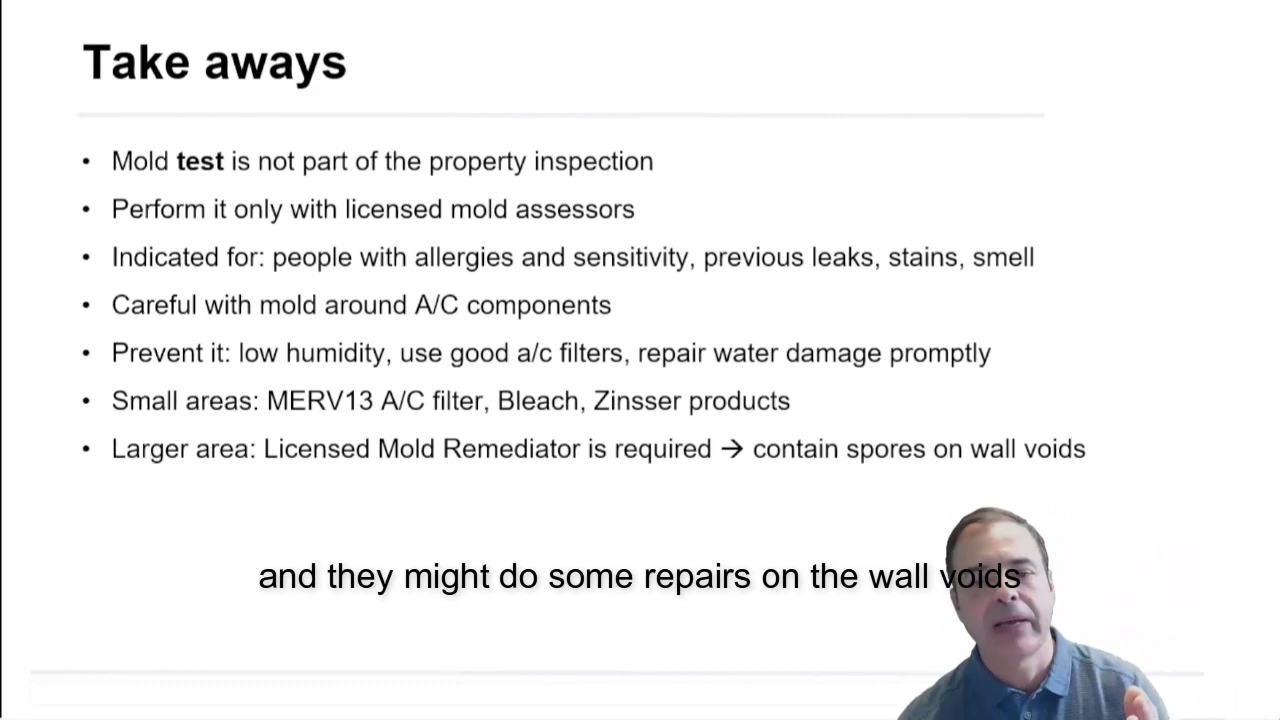 Take aways
• Mold test is not part of the property inspection
• Perform it only with licensed mold assessors
• Indicated for: people with allergies and sensitivity, previous leaks, stains, smell
• Careful with mold around A/C components
• Prevent it: low humidity, use good a/c filters, repair water damage promptly
• Small areas: MERV13 A/C filter, Bleach, Zinsser products
• Larger area: Licensed Mold Remediator is required → contain spores on wall voids
and they might do some repairs on the wall voids